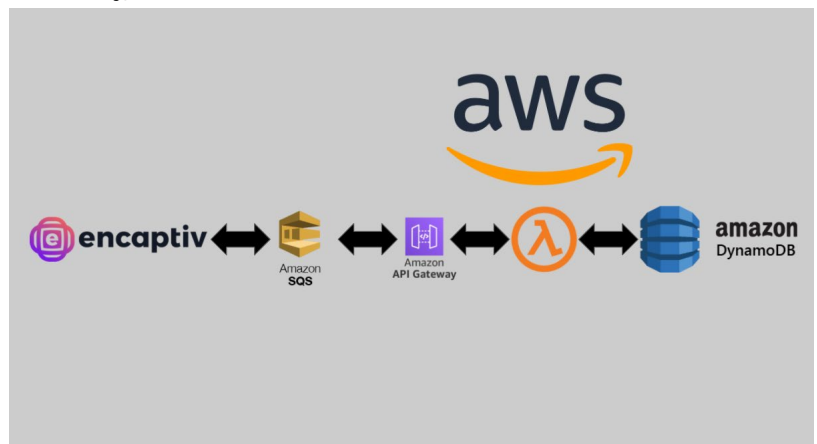 aws
encaptiv
Amazon
SQS
Amazon
API Gateway
λ
amazon
DynamoDB